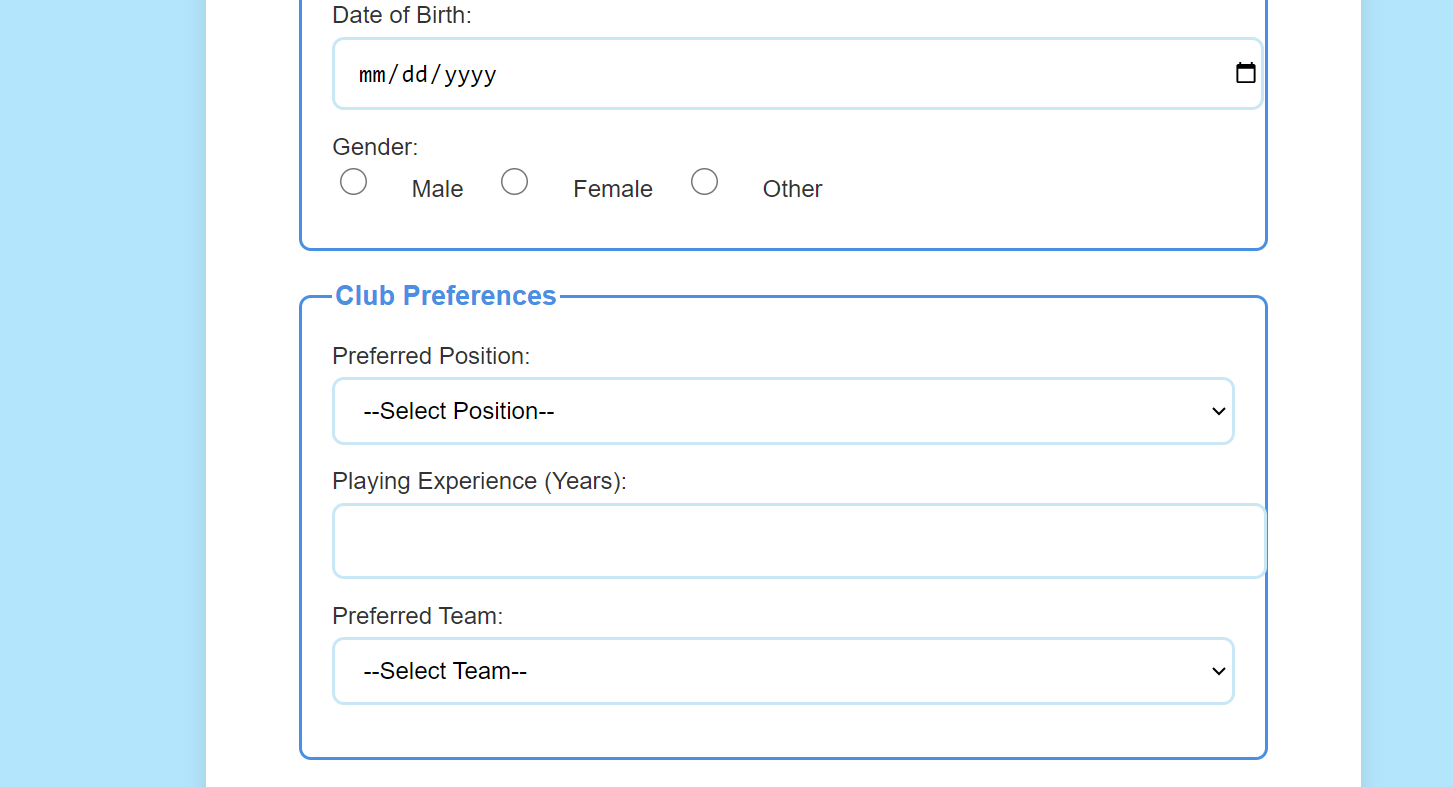 Date of Birth:
mm/dd/yyyy
Gender:
Male Female Other
Club Preferences
Preferred Position:
--Select Position--
Playing Experience (Years):
Preferred Team:
--Select Team--